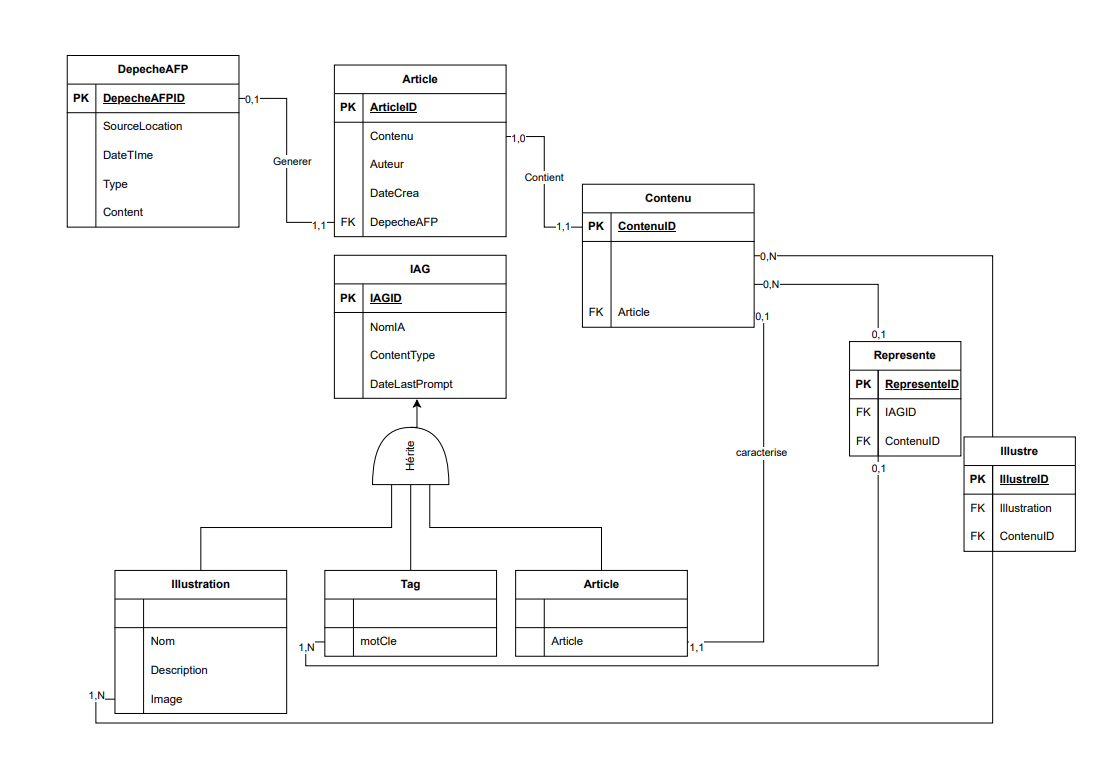 DepecheAFP
PK DepecheAFPID
SourceLocation
DateTIme
Type
Content
0,1
Generer
1,1
Article
PK ArticleID
Contenu
Auteur
DateCrea
FK DepecheAFP
1,0
Contient
1,1
Contenu
PK ContenuID
FK Article
0,N
0,N
0,1
IAG
PK IAGID
NomIA
ContentType
DateLastPrompt
Hérite
caracterise
0,1
Represente
PK RepresenteID
FK IAGID
FK ContenuID
0,1
Illustre
PK IllustreID
FK Illustration
FK ContenuID
Illustration
Nom
Description
Image
1,N
Tag
motCle
1,N
Article
Article
1,1